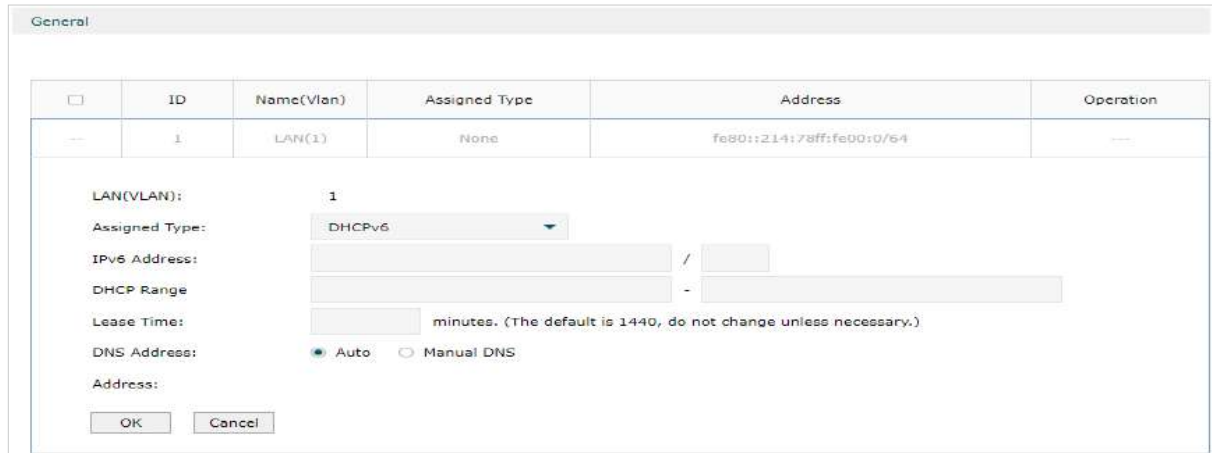 General
ID Name(Vlan) Assigned Type Address Operation
--- 1 LAN(1) None fe80::214:78ff:fe00:0/64 ---
LAN(VLAN): 1
Assigned Type: DHCPv6
IPv6 Address: /
DHCP Range -
Lease Time: minutes. (The default is 1440, do not change unless necessary.)
DNS Address: Auto Manual DNS
Address:
OK Cancel